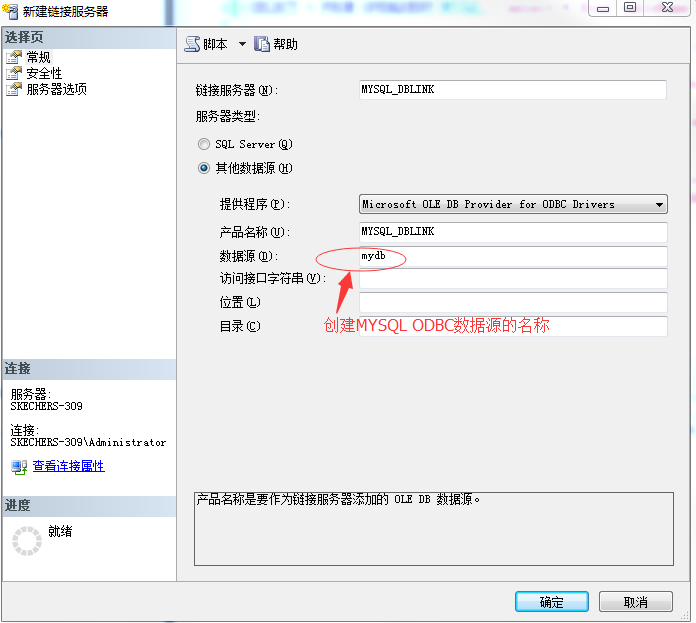 新建链接服务器
选择页
常规
安全性
服务器选项
脚本 帮助
链接服务器(N): MYSQL_DBLINK
服务器类型:
SQL Server(Q)
其他数据源(H)
提供程序(P): Microsoft OLE DB Provider for ODBC Drivers
产品名称(U): MYSQL_DBLINK
数据源(D): mydb
访问接口字符串(V):
位置(L)
目录(C)
创建MYSQL ODBC数据源的名称
连接
服务器:
SKECHERS-309
连接:
SKECHERS-309\Administrator
查看连接属性
进度
就绪
产品名称是要作为链接服务器添加的 OLE DB 数据源。
确定 取消